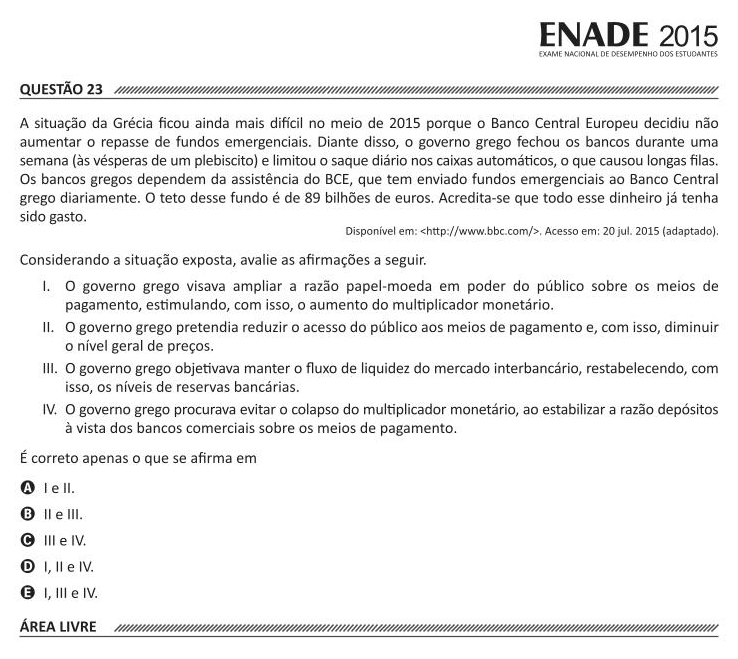 ENADE 2015
EXAME NACIONAL DE DESEMPENHO DOS ESTUDANTES
QUESTÃO 23
A situação da Grécia ficou ainda mais difícil no meio de 2015 porque o Banco Central Europeu decidiu não
aumentar o repasse de fundos emergenciais. Diante disso, o governo grego fechou os bancos durante uma
semana (às vésperas de um plebiscito) e limitou o saque diário nos caixas automáticos, o que causou longas filas.
Os bancos gregos dependem da assistência do BCE, que tem enviado fundos emergenciais ao Banco Central
grego diariamente. O teto desse fundo é de 89 bilhões de euros. Acredita-se que todo esse dinheiro já tenha
sido gasto.
Disponível em: <http://www.bbc.com/>. Acesso em: 20 jul. 2015 (adaptado).
Considerando a situação exposta, avalie as afirmações a seguir.
I. O governo grego visava ampliar a razão papel-moeda em poder do público sobre os meios de
pagamento, estimulando, com isso, o aumento do multiplicador monetário.
II. O governo grego pretendia reduzir o acesso do público aos meios de pagamento e, com isso, diminuir
o nível geral de preços.
III. O governo grego objetivava manter o fluxo de liquidez do mercado interbancário, restabelecendo, com
isso, os níveis de reservas bancárias.
IV. O governo grego procurava evitar o colapso do multiplicador monetário, ao estabilizar a razão depósitos
à vista dos bancos comerciais sobre os meios de pagamento.
É correto apenas o que se afirma em
A I e II.
B II e III.
C III e IV.
D I, II e IV.
E I, III e IV.
ÁREA LIVRE